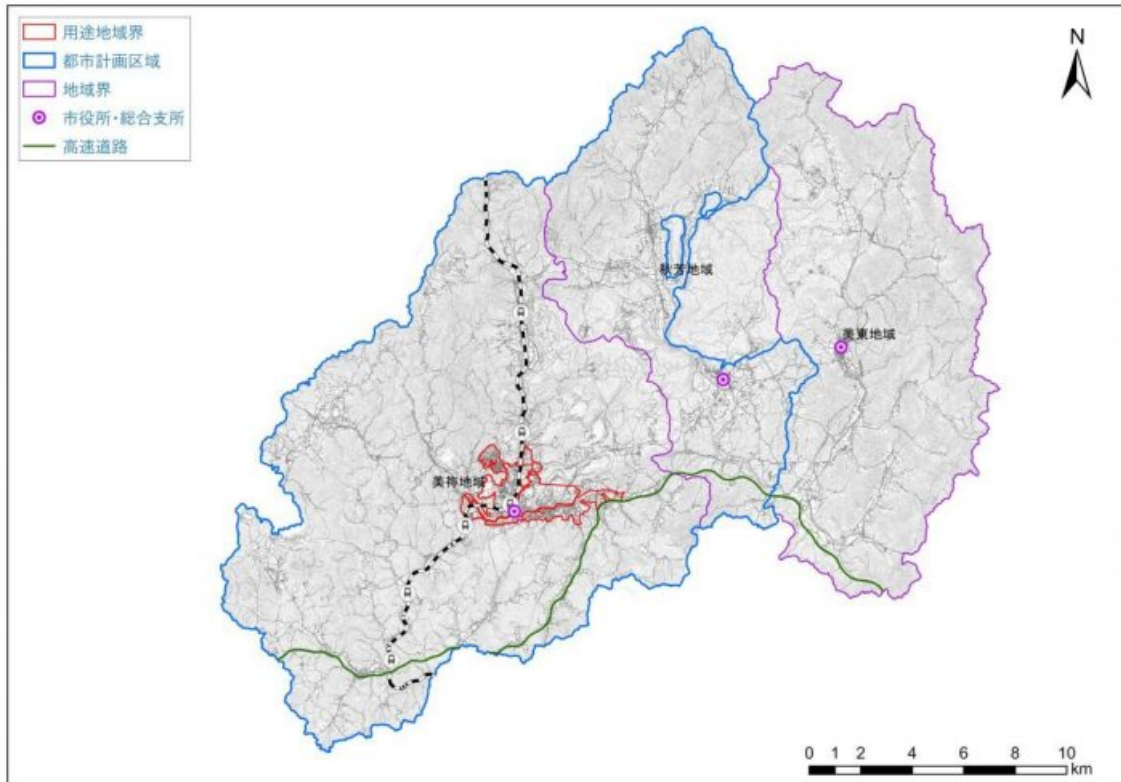 用途地域界
都市計画区域
地域界
市役所・総合支所
高速道路
N
秋芳地域
美東地域
美祢地域
0 1 2 4 6 8 10
km